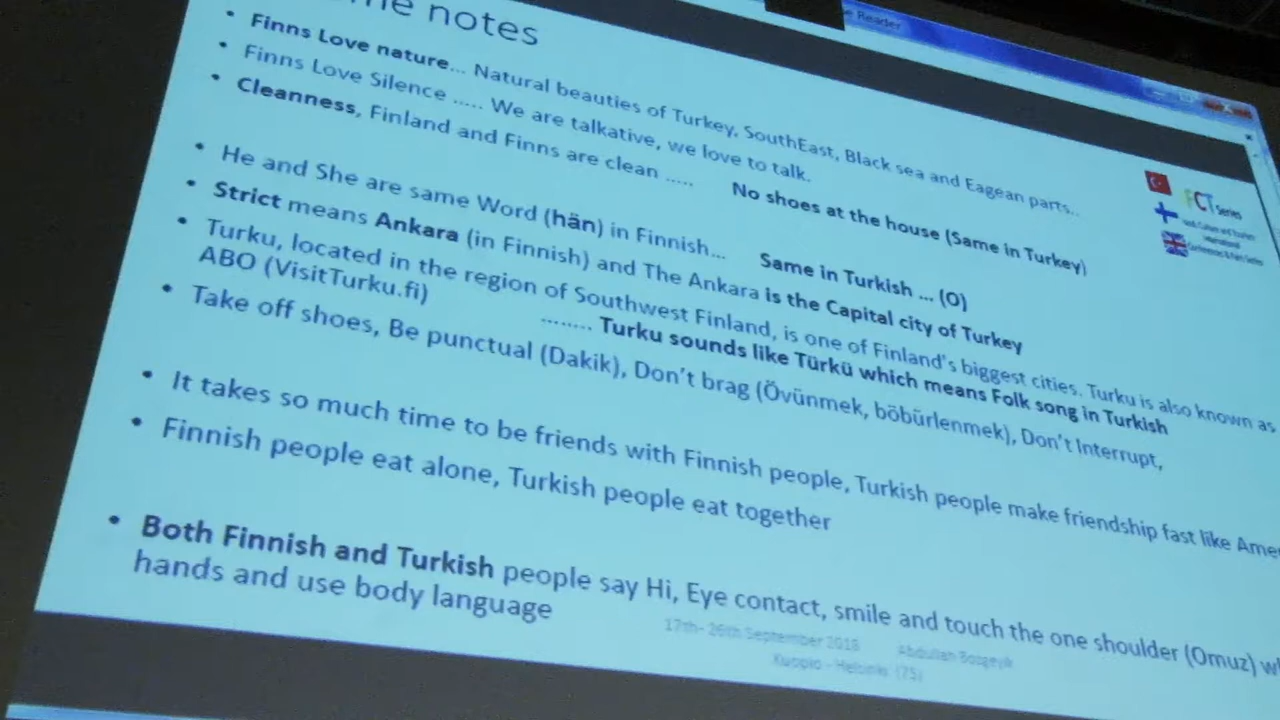 me notes
• Finns Love nature... Natural beauties of Turkey, SouthEast, Black sea and Eagean parts..
• Finns Love Silence ..... We are talkative, we love to talk.
• Cleanness, Finland and Finns are clean ..... No shoes at the house (Same in Turkey)
• He and She are same Word (hän) in Finnish... Same in Turkish ... (O)
• Strict means Ankara (in Finnish) and The Ankara is the Capital city of Turkey
• Turku, located in the region of Southwest Finland, is one of Finland's biggest cities. Turku is also known as
ABO (VisitTurku.fi) ........ Turku sounds like Türkü which means Folk song in Turkish
• Take off shoes, Be punctual (Dakik), Don't brag (Övünmek, böbürlenmek), Don't Interrupt,
• It takes so much time to be friends with Finnish people, Turkish people make friendship fast like Ame
• Finnish people eat alone, Turkish people eat together
• Both Finnish and Turkish people say Hi, Eye contact, smile and touch the one shoulder (Omuz) wh
hands and use body language
Reader
FCT Series
International
17th- 26th September 2018 Abdullah Bozgeyik
Kuopio - Helsinki (75)